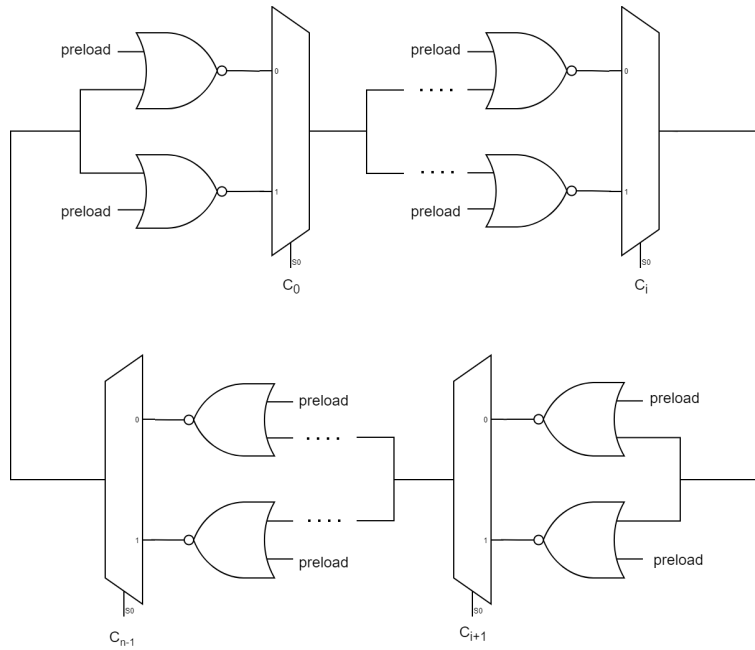 preload
preload
0
0
. . . .
. . . .
1
1
preload
preload
S0
S0
C0
Ci
preload
preload
0
0
. . . .
. . . .
1
1
preload
preload
S0
S0
Cn-1
Ci+1